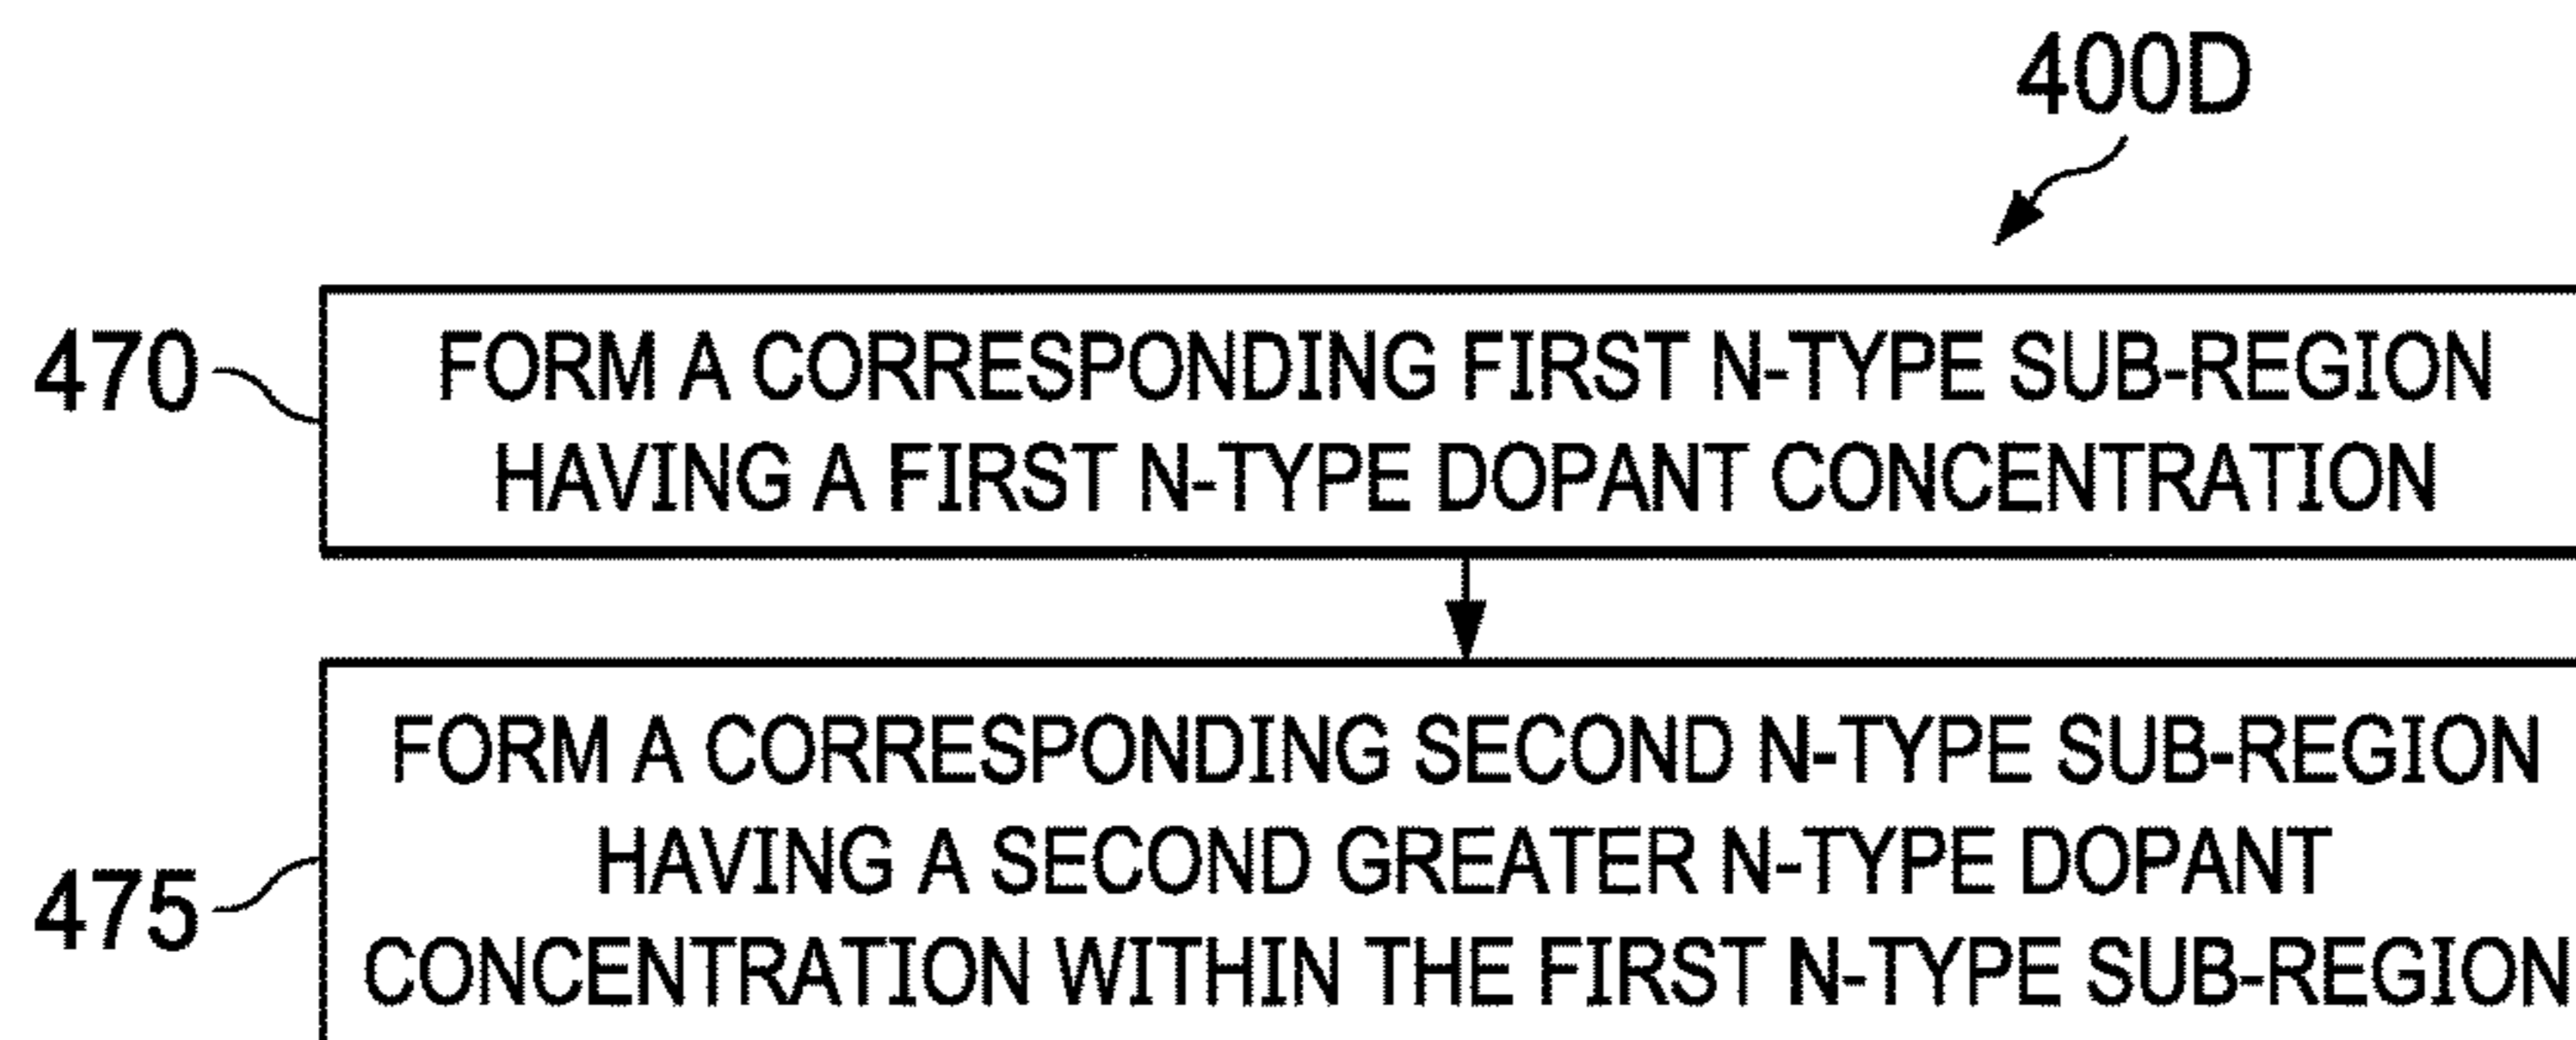 400D
470
FORM A CORRESPONDING FIRST N-TYPE SUB-REGION
HAVING A FIRST N-TYPE DOPANT CONCENTRATION
475
FORM A CORRESPONDING SECOND N-TYPE SUB-REGION
HAVING A SECOND GREATER N-TYPE DOPANT
CONCENTRATION WITHIN THE FIRST N-TYPE SUB-REGION